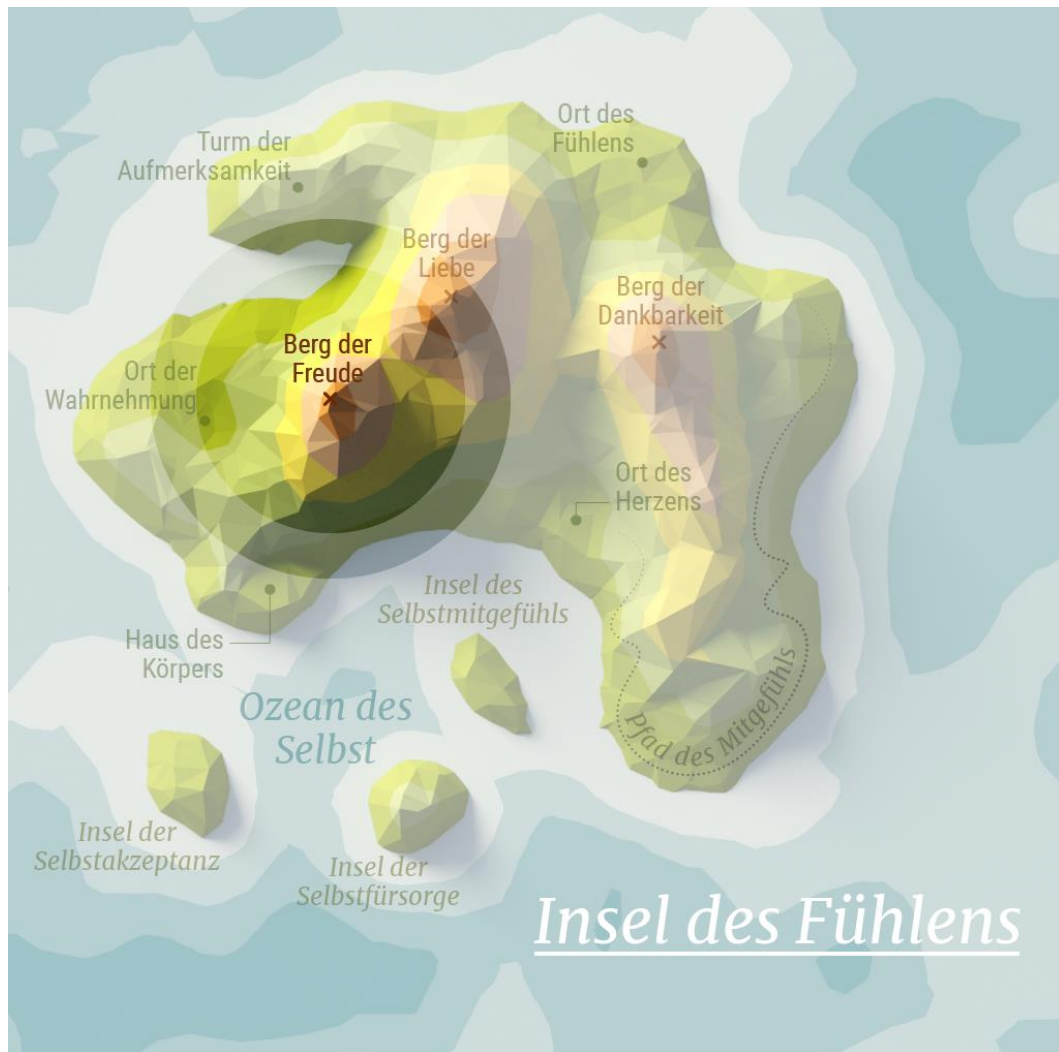 Ort des
Fühlens
Turm der
Aufmerksamkeit
Berg der
Liebe
Berg der
Dankbarkeit
Berg der
Freude
Ort der
Wahrnehmung
Ort des
Herzens
Insel des
Selbstmitgefühls
Haus des
Körpers
Ozean des
Selbst
Pfad des Mitgefühls
Insel der
Selbstakzeptanz
Insel der
Selbstfürsorge
Insel des Fühlens